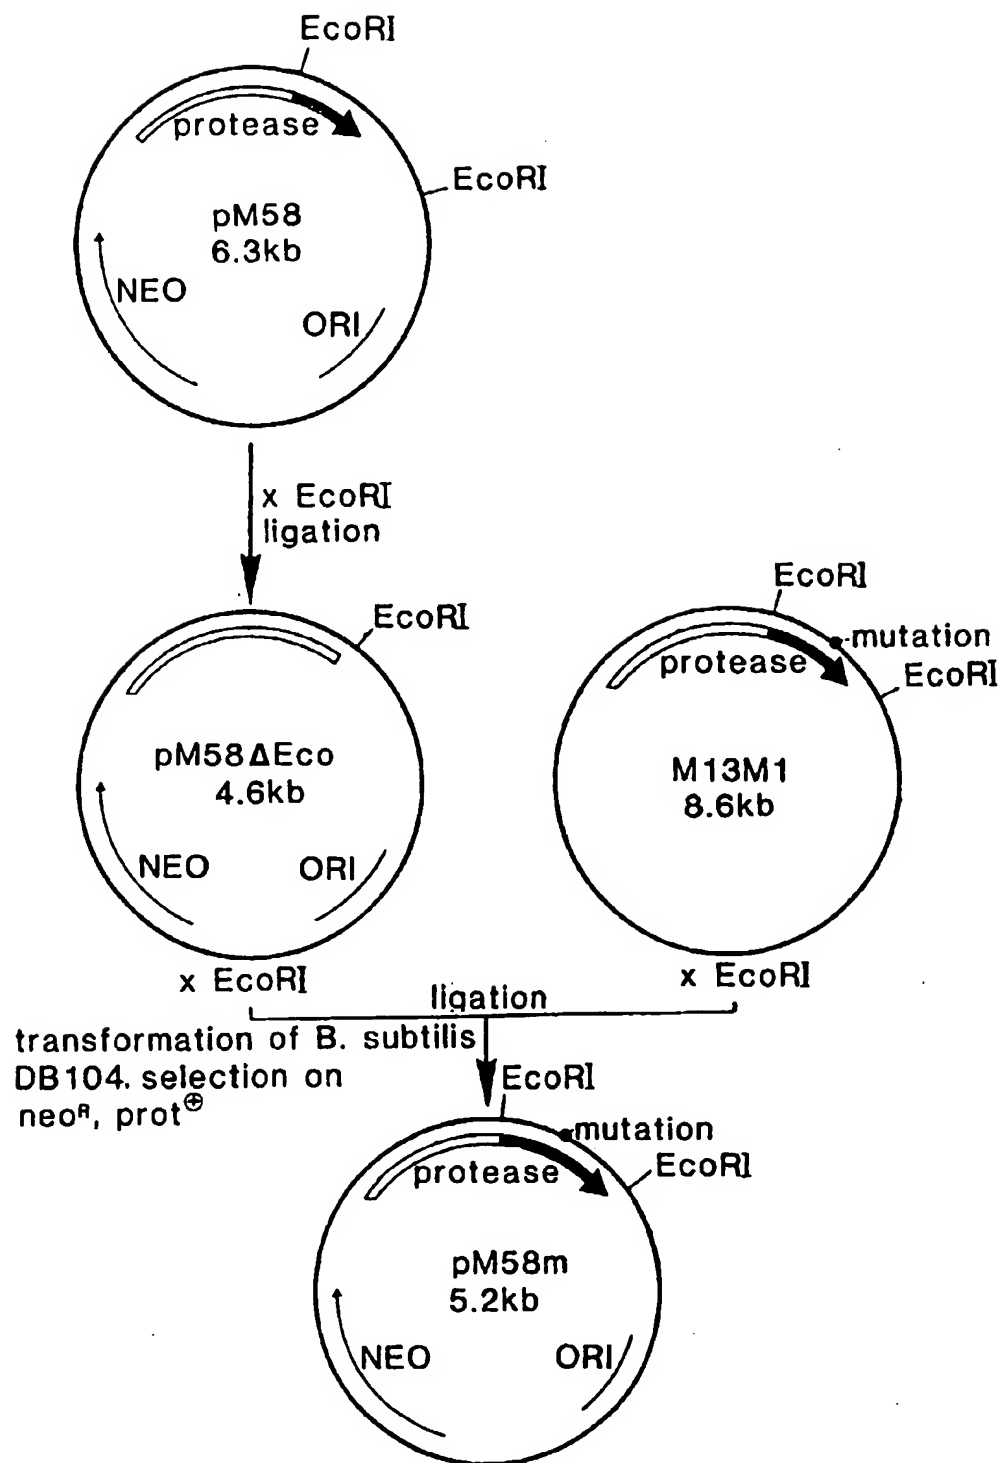 EcoRI
protease
EcoRI
pM58
6.3kb
NEO
ORI
x EcoRI
ligation
EcoRI
pM58ΔEco
4.6kb
NEO
ORI
x EcoRI
EcoRI
mutation
protease
EcoRI
M13M1
8.6kb
x EcoRI
ligation
transformation of B. subtilis
DB104. selection on
neoᴿ, prot⊕
EcoRI
mutation
EcoRI
protease
pM58m
5.2kb
NEO
ORI